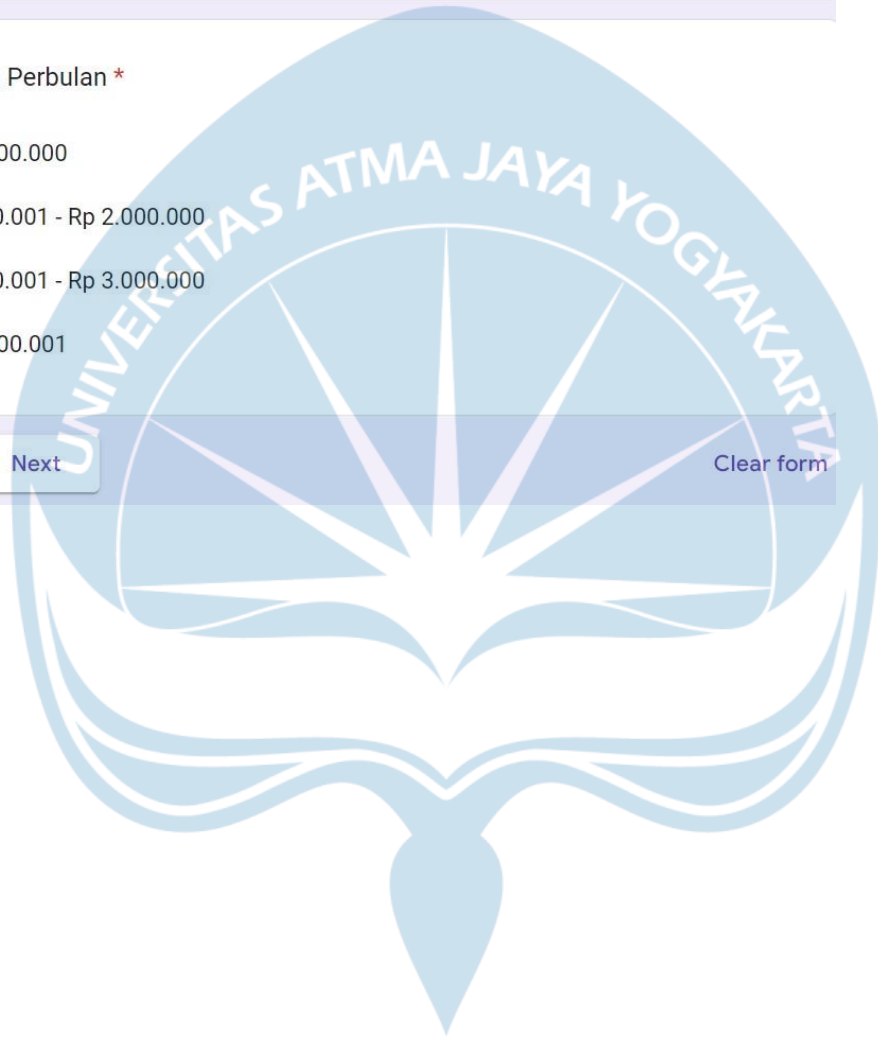 Perbulan *
00.000
0.001 - Rp 2.000.000
0.001 - Rp 3.000.000
00.001
Next
Clear form
UNIVERSITAS ATMA JAYA YOGYAKARTA